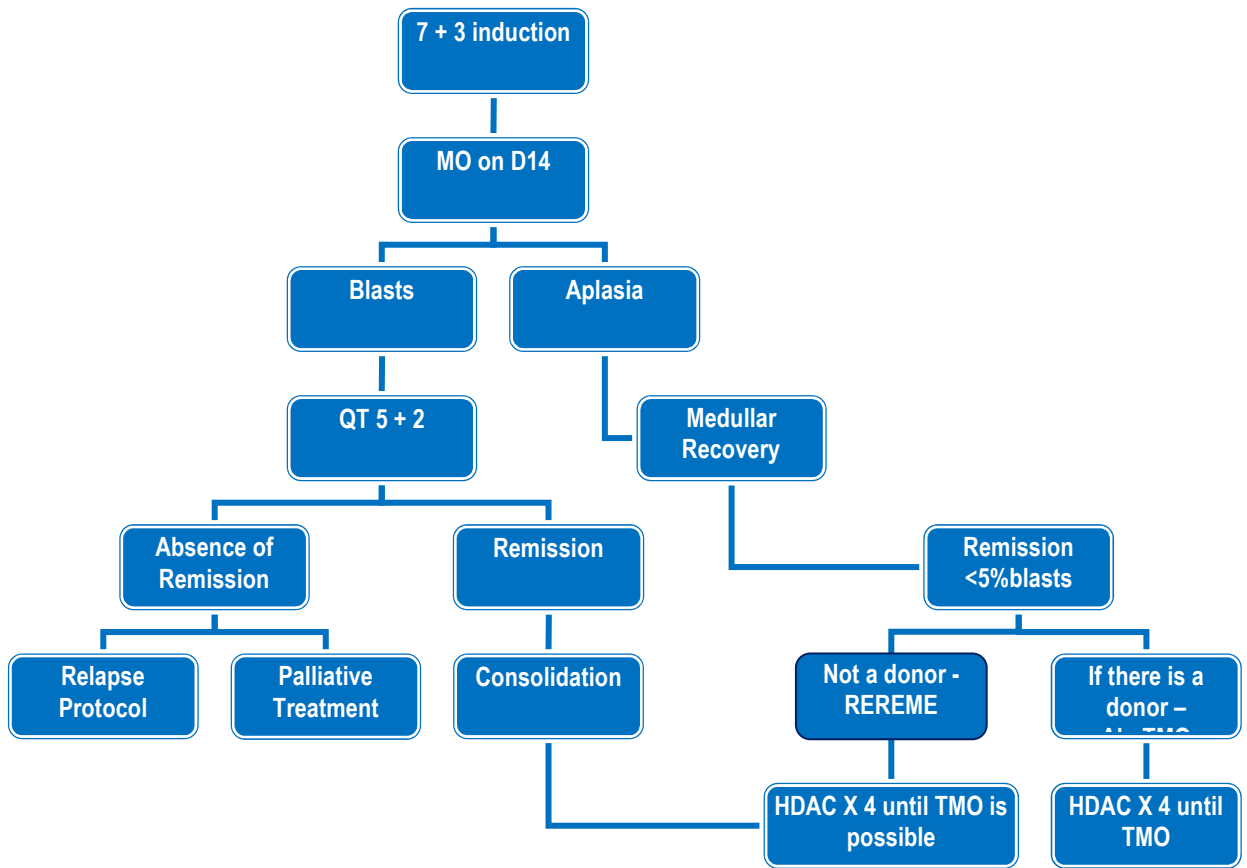 7 + 3 induction
MO on D14
Blasts
Aplasia
QT 5 + 2
Medullar
Recovery
Absence of
Remission
Remission
Remission
<5%blasts
Relapse
Protocol
Palliative
Treatment
Consolidation
Not a donor -
REREME
If there is a
donor –
TMO
HDAC X 4 until TMO is
possible
HDAC X 4 until
TMO